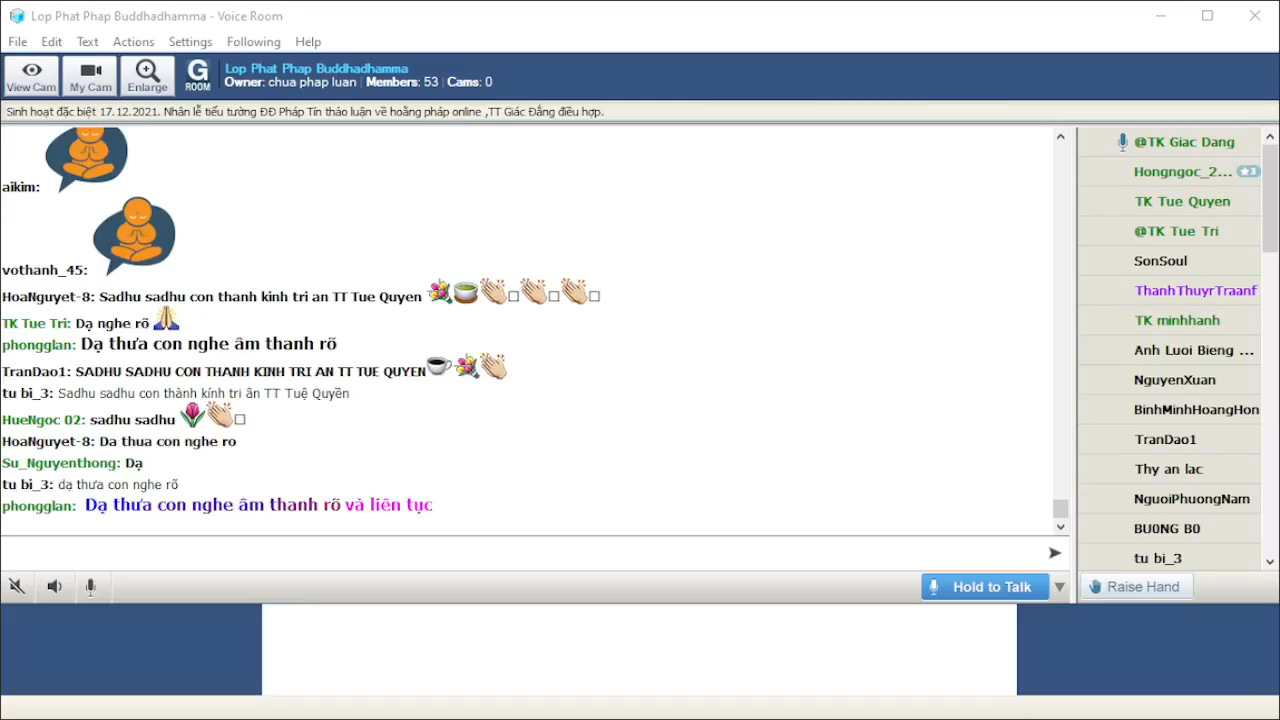 Lop Phat Phap Buddhadhamma - Voice Room
File Edit Text Actions Settings Following Help
View Cam My Cam Enlarge G ROOM
Lop Phat Phap Buddhadhamma
Owner: chua phap luan | Members: 53 | Cams: 0
Sinh hoạt đặc biệt 17.12.2021. Nhân lễ tiểu tường ĐĐ Pháp Tín thảo luận về hoằng pháp online ,TT Giác Đẳng điều hợp.
aikim:
vothanh_45:
HoaNguyet-8: Sadhu sadhu con thanh kinh tri an TT Tue Quyen
TK Tue Tri: Dạ nghe rõ
phongglan: Dạ thưa con nghe âm thanh rõ
TranDao1: SADHU SADHU CON THANH KINH TRI AN TT TUE QUYEN
tu bi_3: Sadhu sadhu con thành kính tri ân TT Tuệ Quyền
HueNgoc 02: sadhu sadhu
HoaNguyet-8: Da thua con nghe ro
Su_Nguyenthong: Dạ
tu bi_3: dạ thưa con nghe rõ
phongglan: Dạ thưa con nghe âm thanh rõ và liên tục
Hold to Talk
@TK Giac Dang
Hongngoc_2... 3
TK Tue Quyen
@TK Tue Tri
SonSoul
ThanhThuyrTraanf
TK minhhanh
Anh Luoi Bieng ...
NguyenXuan
BinhMinhHoangHon
TranDao1
Thy an lac
NguoiPhuongNam
BU0NG B0
tu bi_3
Raise Hand